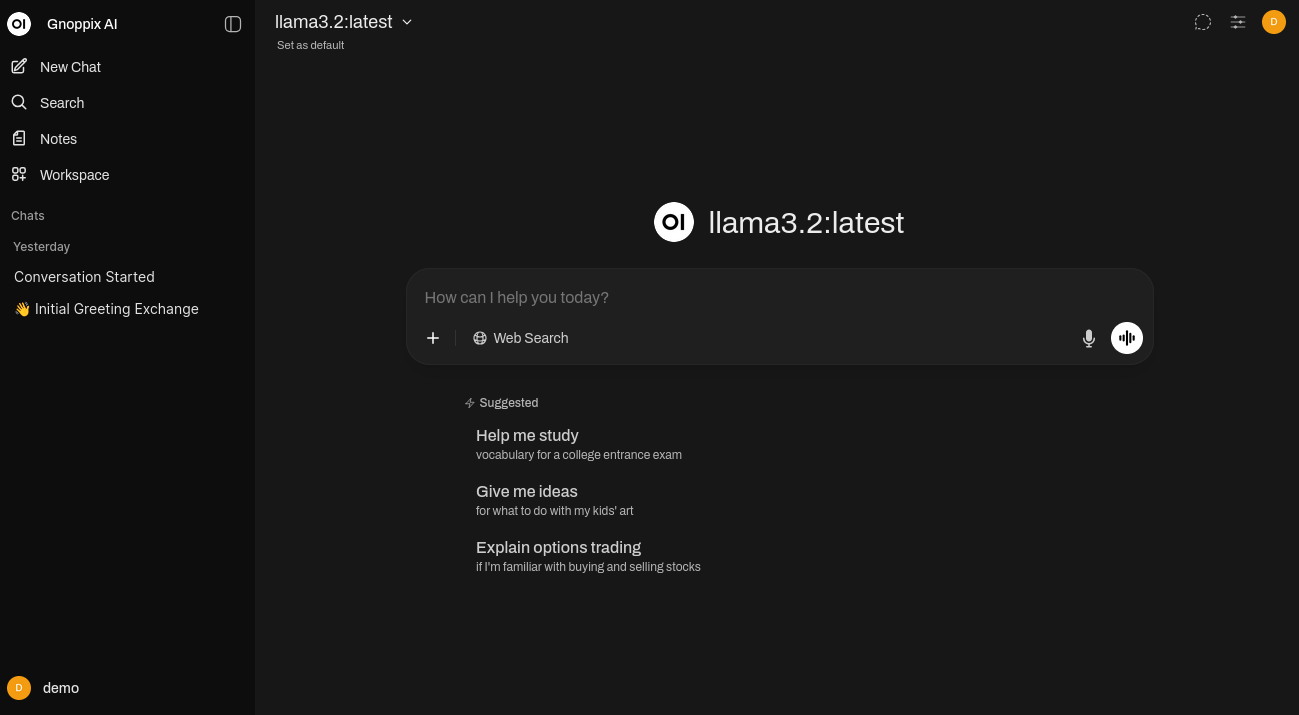 OI
Gnoppix AI
New Chat
Search
Notes
Workspace
Chats
Yesterday
Conversation Started
👋 Initial Greeting Exchange
D
demo
llama3.2:latest
Set as default
D
OI
llama3.2:latest
How can I help you today?
Web Search
Suggested
Help me study
vocabulary for a college entrance exam
Give me ideas
for what to do with my kids' art
Explain options trading
if I'm familiar with buying and selling stocks